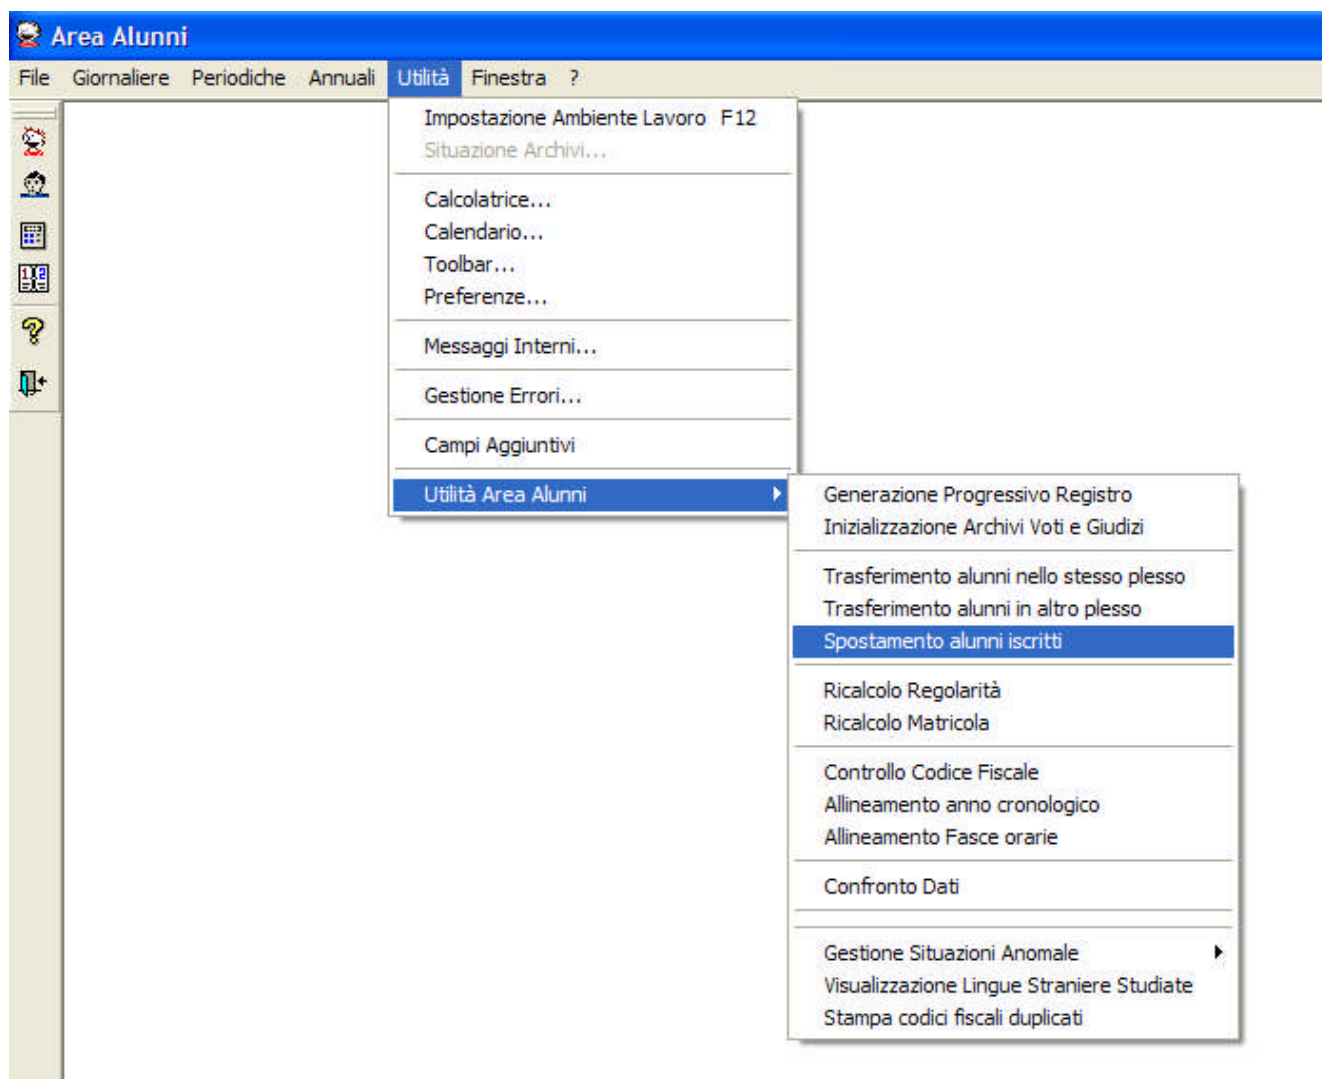 Area Alunni
File Giornaliere Periodiche Annuali Utilità Finestra ?
Impostazione Ambiente Lavoro F12
Situazione Archivi...
Calcolatrice...
Calendario...
Toolbar...
Preferenze...
Messaggi Interni...
Gestione Errori...
Campi Aggiuntivi
Utilità Area Alunni
Generazione Progressivo Registro
Inizializzazione Archivi Voti e Giudizi
Trasferimento alunni nello stesso plesso
Trasferimento alunni in altro plesso
Spostamento alunni iscritti
Ricalcolo Regolarità
Ricalcolo Matricola
Controllo Codice Fiscale
Allineamento anno cronologico
Allineamento Fasce orarie
Confronto Dati
Gestione Situazioni Anomale
Visualizzazione Lingue Straniere Studiate
Stampa codici fiscali duplicati